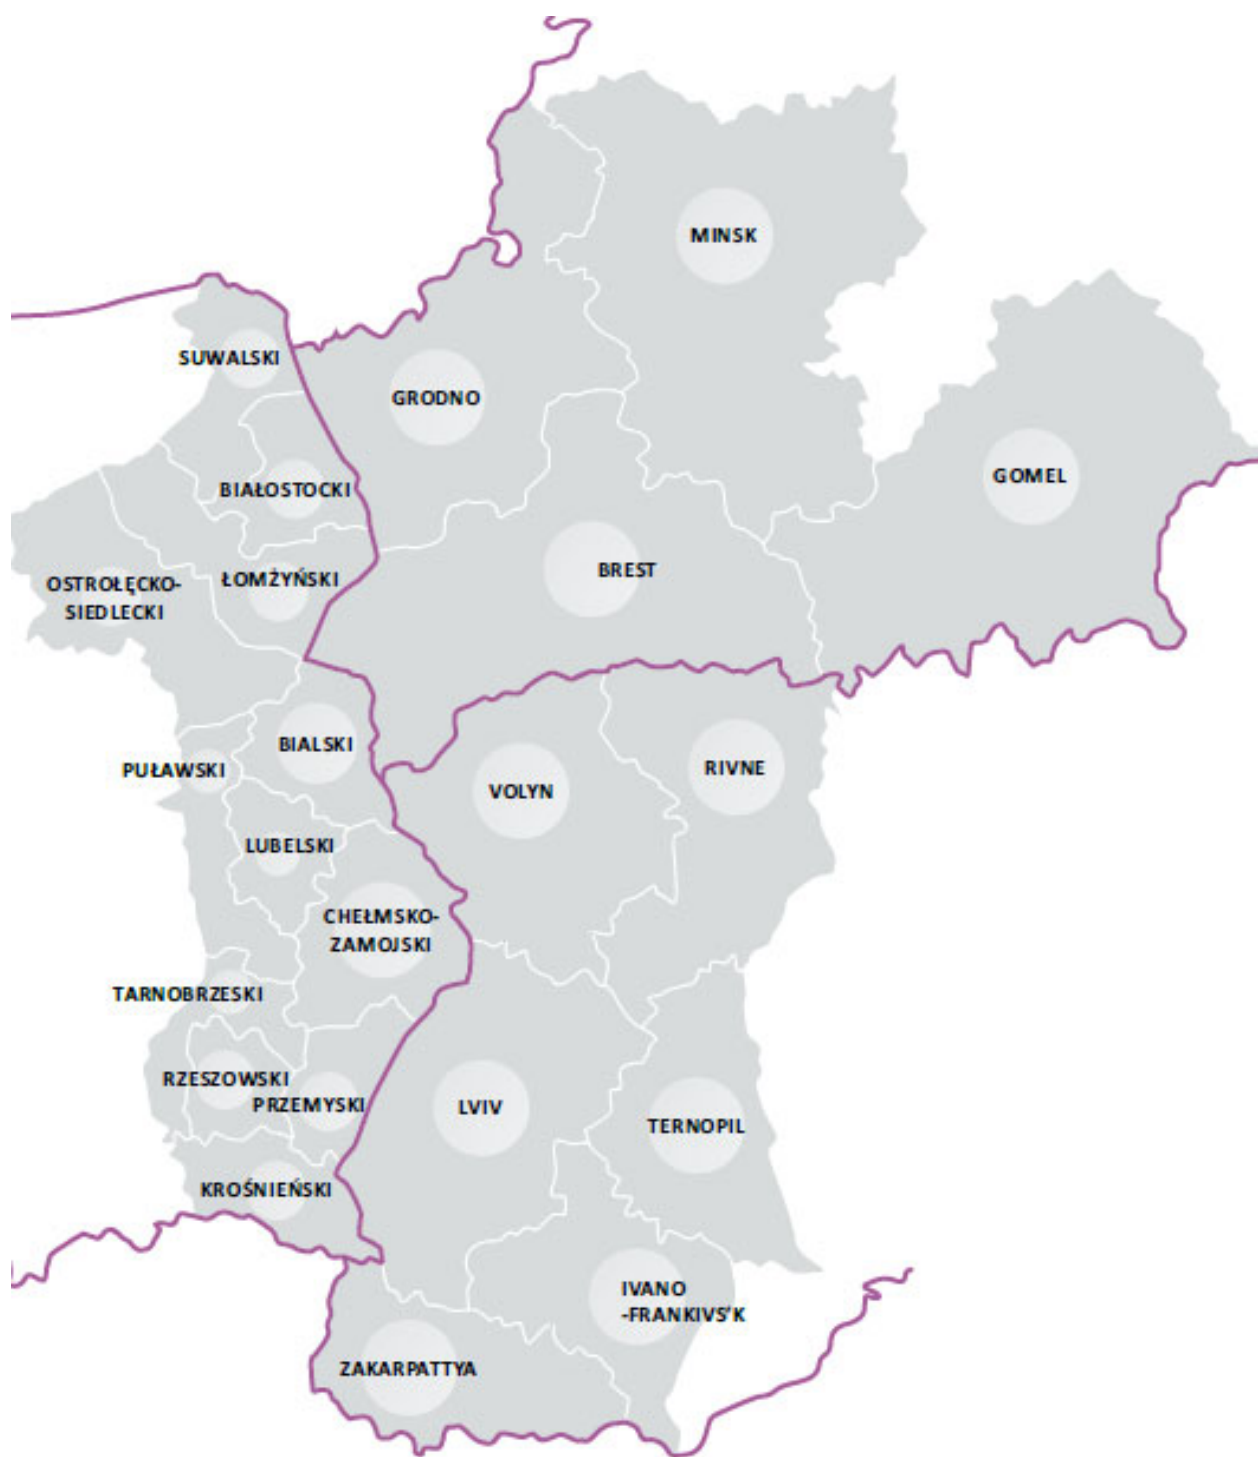 MINSK
SUWALSKI
GRODNO
GOMEL
BIAŁOSTOCKI
BREST
ŁOMŻYŃSKI
OSTROŁĘCKO-
SIEDLECKI
BIALSKI
PUŁAWSKI
RIVNE
VOLYN
LUBELSKI
CHEŁMSKO-
ZAMOJSKI
TARNOBRZESKI
RZESZOWSKI
PRZEMYSKI
LVIV
TERNOPIL
KROŚNIEŃSKI
IVANO
-FRANKIVS'K
ZAKARPATTYA